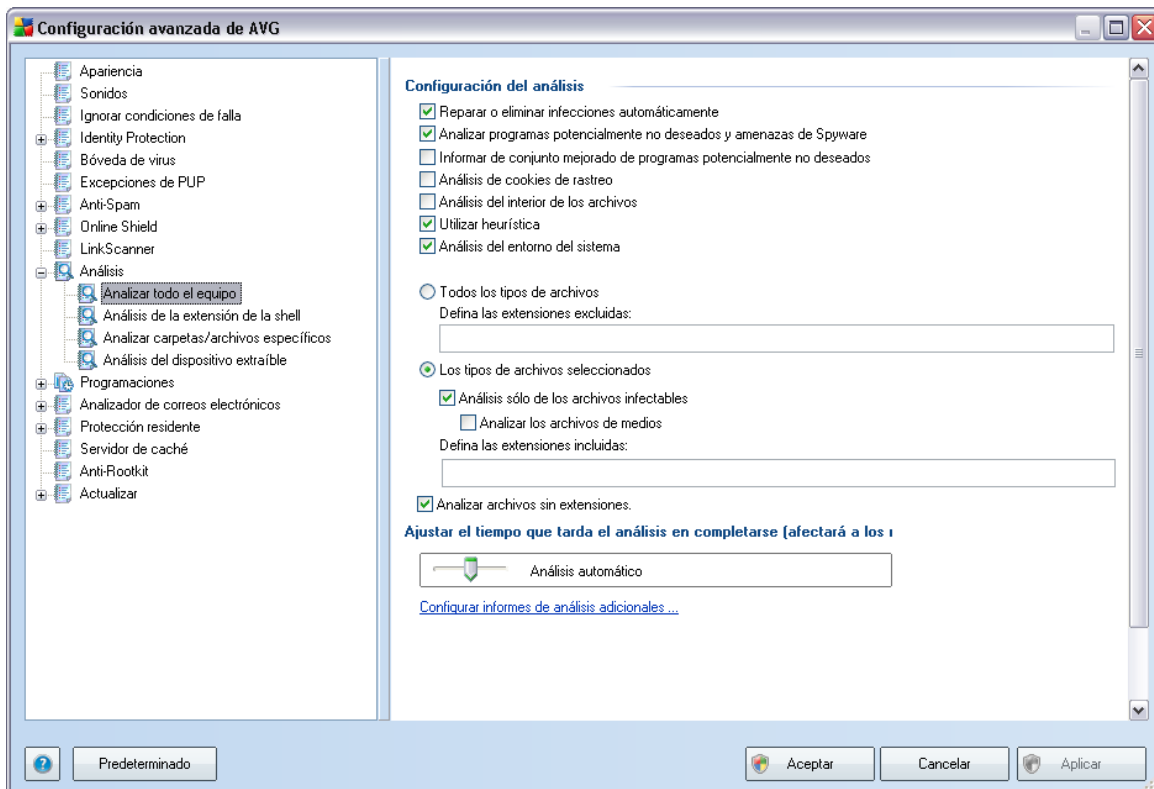 Configuración avanzada de AVG
Apariencia
Sonidos
Ignorar condiciones de falla
Identity Protection
Bóveda de virus
Excepciones de PUP
Anti-Spam
Online Shield
LinkScanner
Análisis
Analizar todo el equipo
Análisis de la extensión de la shell
Analizar carpetas/archivos específicos
Análisis del dispositivo extraíble
Programaciones
Analizador de correos electrónicos
Protección residente
Servidor de caché
Anti-Rootkit
Actualizar
Configuración del análisis
Reparar o eliminar infecciones automáticamente
Analizar programas potencialmente no deseados y amenazas de Spyware
Informar de conjunto mejorado de programas potencialmente no deseados
Análisis de cookies de rastreo
Análisis del interior de los archivos
Utilizar heurística
Análisis del entorno del sistema
Todos los tipos de archivos
Defina las extensiones excluidas:
Los tipos de archivos seleccionados
Análisis sólo de los archivos infectables
Analizar los archivos de medios
Defina las extensiones incluidas:
Analizar archivos sin extensiones.
Ajustar el tiempo que tarda el análisis en completarse (afectará a los
Análisis automático
Configurar informes de análisis adicionales ...
Predeterminado
Aceptar
Cancelar
Aplicar